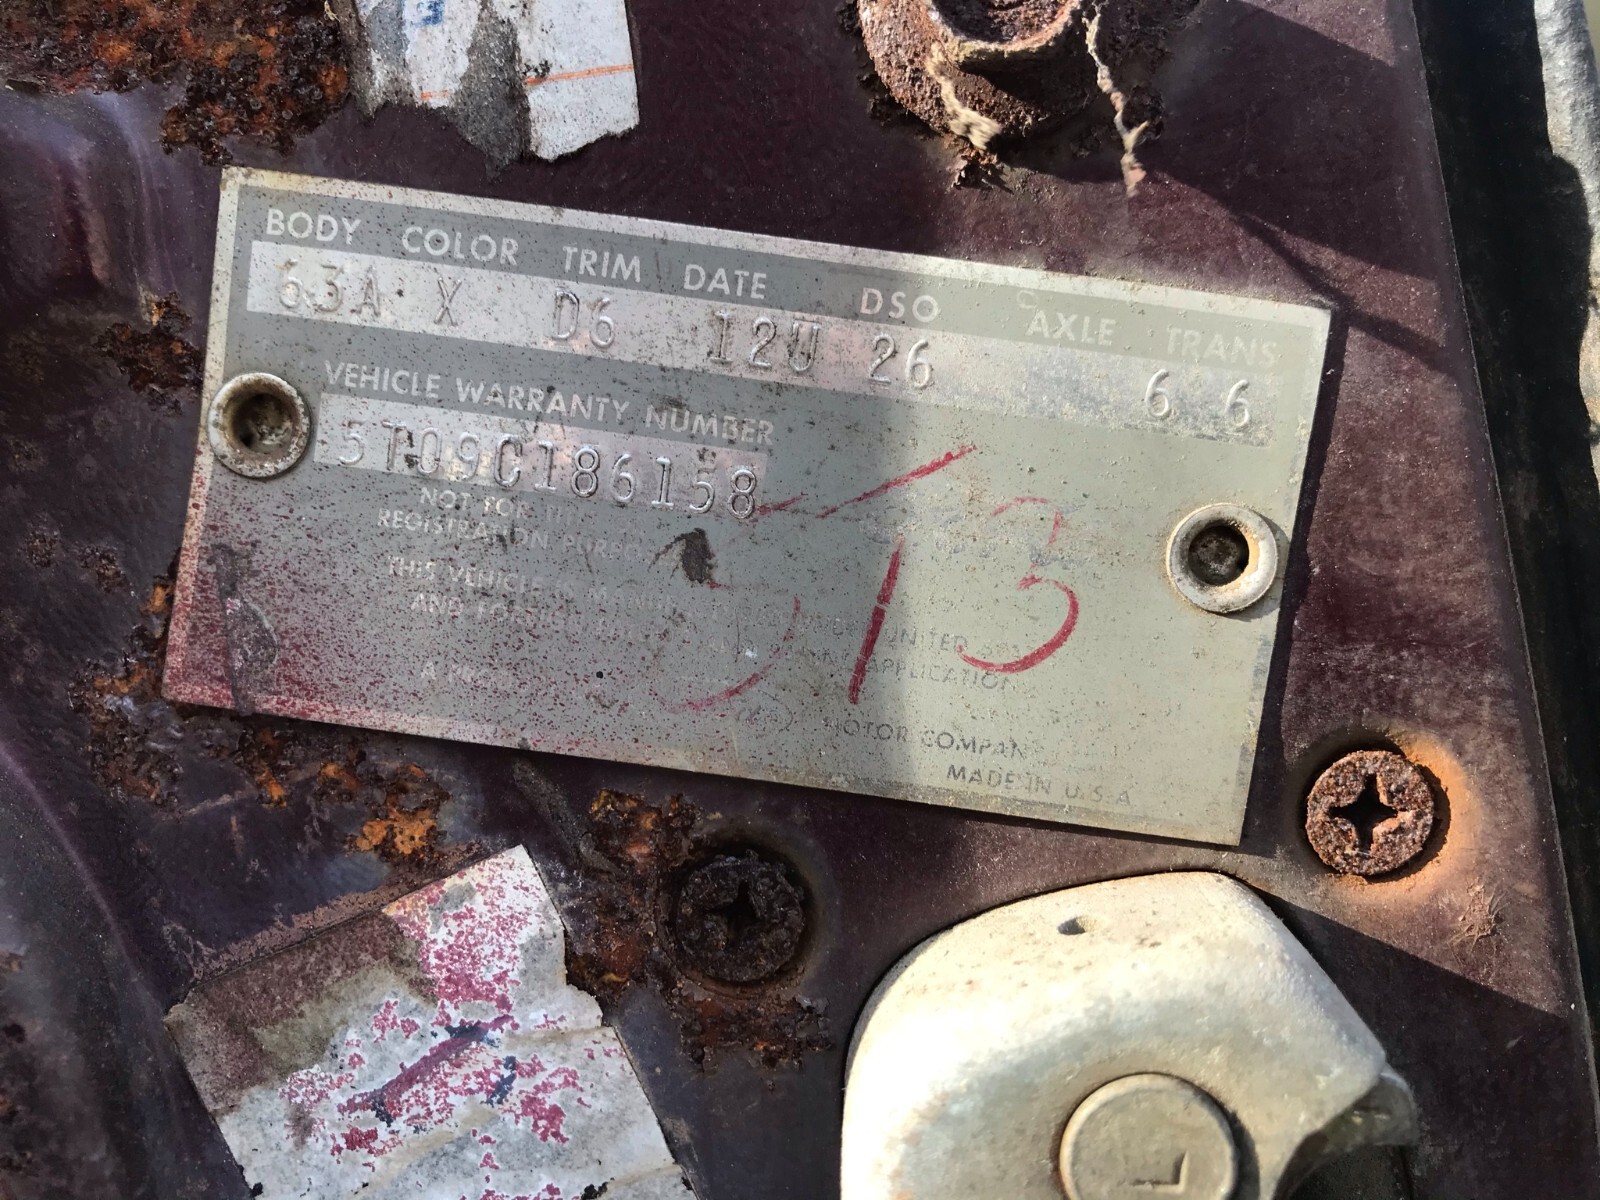 BODY COLOR TRIM DATE DSO AXLE TRANS
63A X D6 12U 26 6 6
VEHICLE WARRANTY NUMBER
5T09C186158
NOT FOR
REGISTRATION
THIS VEHICLE
AND UNITED
APPLICATION
A
MOTOR COMPANY
MADE IN U.S.A
513
L